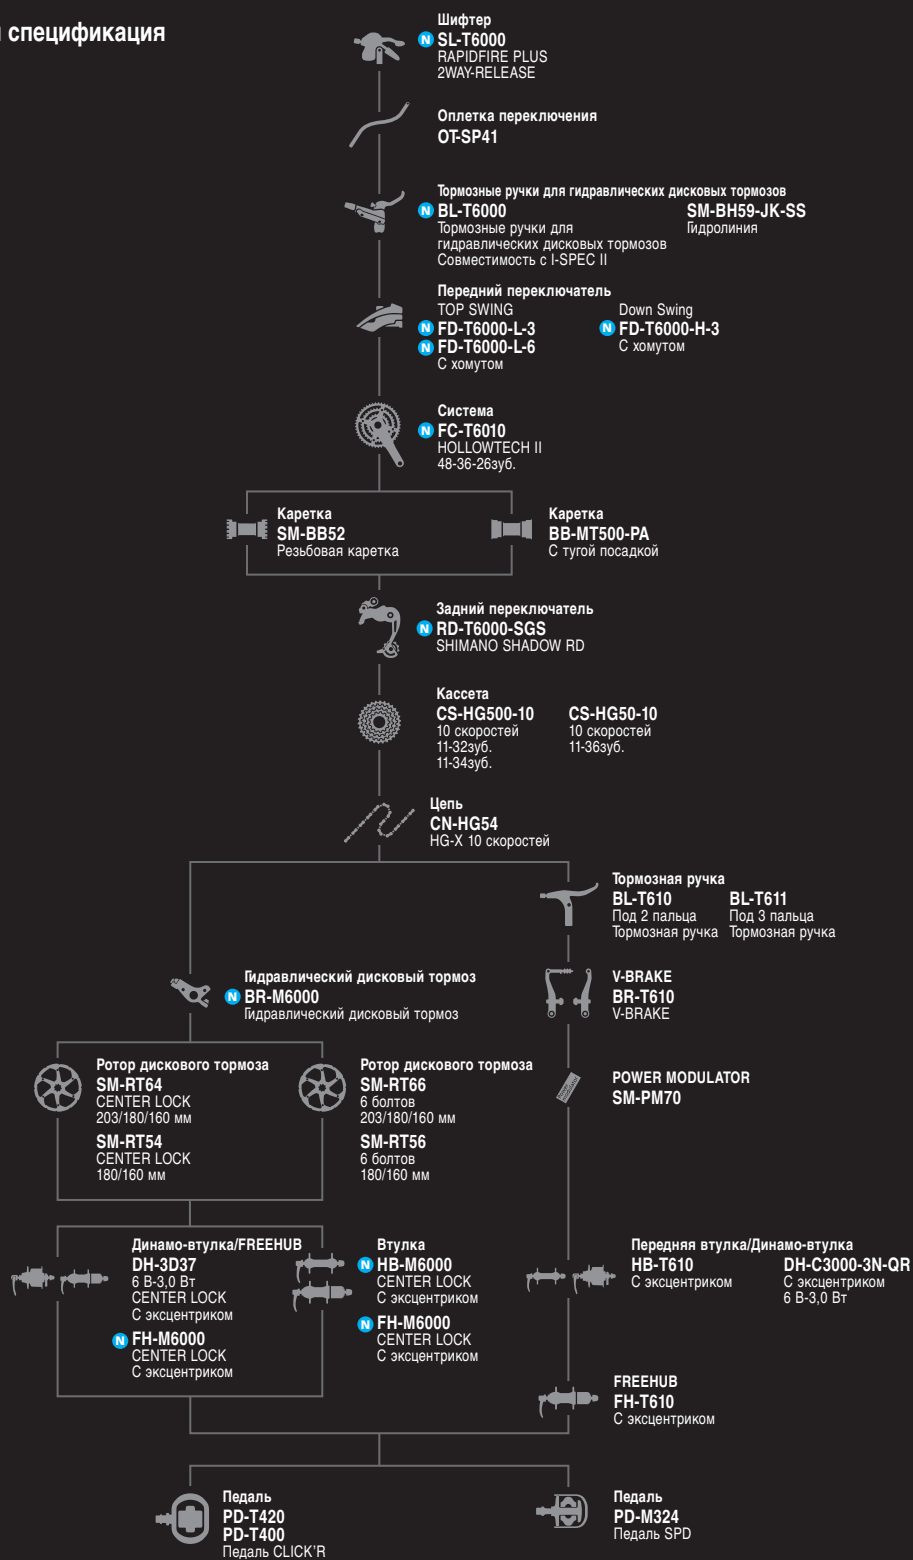 спецификация
Шифтер
N SL-T6000
RAPIDFIRE PLUS
2WAY-RELEASE
Оплетка переключения
OT-SP41
Тормозные ручки для гидравлических дисковых тормозов
N BL-T6000
Тормозные ручки для
гидравлических дисковых тормозов
Совместимость с I-SPEC II
SM-BH59-JK-SS
Гидролиния
Передний переключатель
TOP SWING
N FD-T6000-L-3
N FD-T6000-L-6
С хомутом
Down Swing
N FD-T6000-H-3
С хомутом
Система
N FC-T6010
HOLLOWTECH II
48-36-26зуб.
Каретка
SM-BB52
Резьбовая каретка
Каретка
BB-MT500-PA
С тугой посадкой
Задний переключатель
N RD-T6000-SGS
SHIMANO SHADOW RD
Кассета
CS-HG500-10
10 скоростей
11-32зуб.
11-34зуб.
CS-HG50-10
10 скоростей
11-36зуб.
Цепь
CN-HG54
HG-X 10 скоростей
Тормозная ручка
BL-T610
Под 2 пальца
Тормозная ручка
BL-T611
Под 3 пальца
Тормозная ручка
Гидравлический дисковый тормоз
N BR-M6000
Гидравлический дисковый тормоз
V-BRAKE
BR-T610
V-BRAKE
Ротор дискового тормоза
SM-RT64
CENTER LOCK
203/180/160 мм
SM-RT54
CENTER LOCK
180/160 мм
Ротор дискового тормоза
SM-RT66
6 болтов
203/180/160 мм
SM-RT56
6 болтов
180/160 мм
POWER MODULATOR
SM-PM70
Динамо-втулка/FREEHUB
DH-3D37
6 В-3,0 Вт
CENTER LOCK
С эксцентриком
N FH-M6000
CENTER LOCK
С эксцентриком
Втулка
N HB-M6000
CENTER LOCK
С эксцентриком
N FH-M6000
CENTER LOCK
С эксцентриком
Передняя втулка/Динамо-втулка
HB-T610
С эксцентриком
DH-C3000-3N-QR
С эксцентриком
6 В-3,0 Вт
FREEHUB
FH-T610
С эксцентриком
Педаль
PD-T420
PD-T400
Педаль CLICK'R
Педаль
PD-M324
Педаль SPD